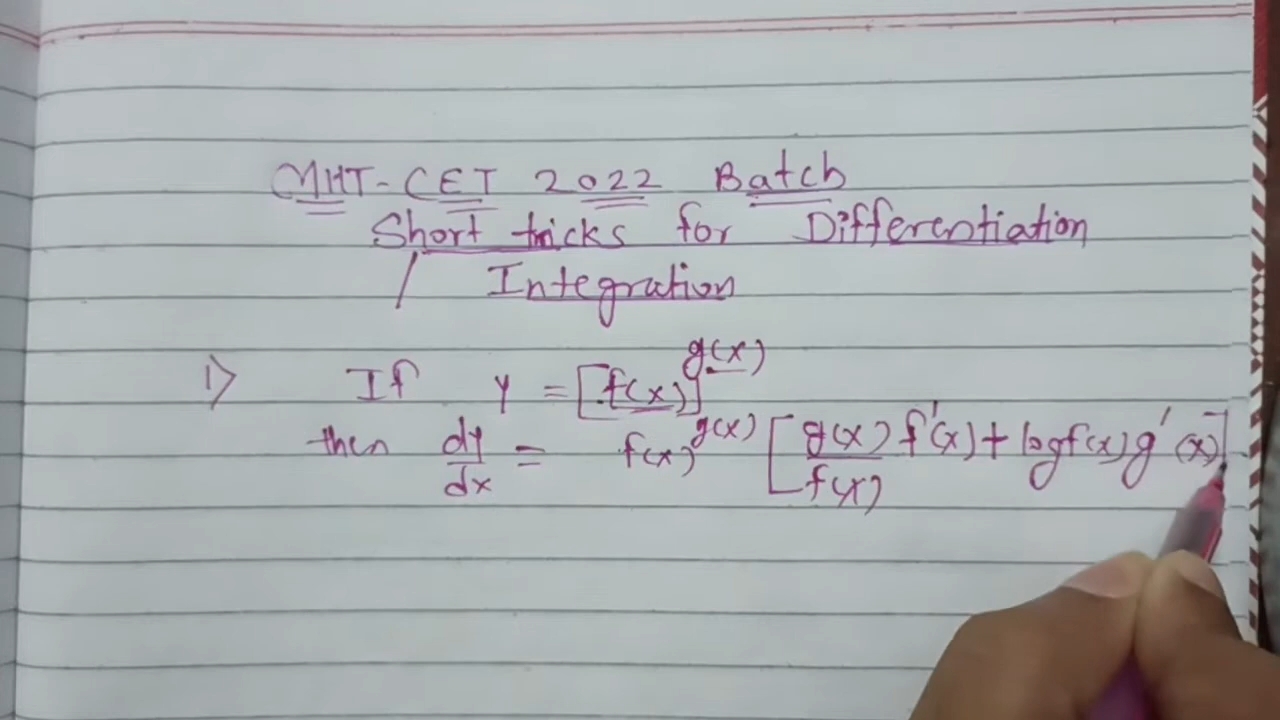 MHT-CET 2022 Batch
Short tricks for Differentiation
/ Integration
1> If y = [f(x)]^g(x)
then dy/dx = f(x)^g(x) [g(x)/f(x) f'(x) + log f(x) g'(x)]